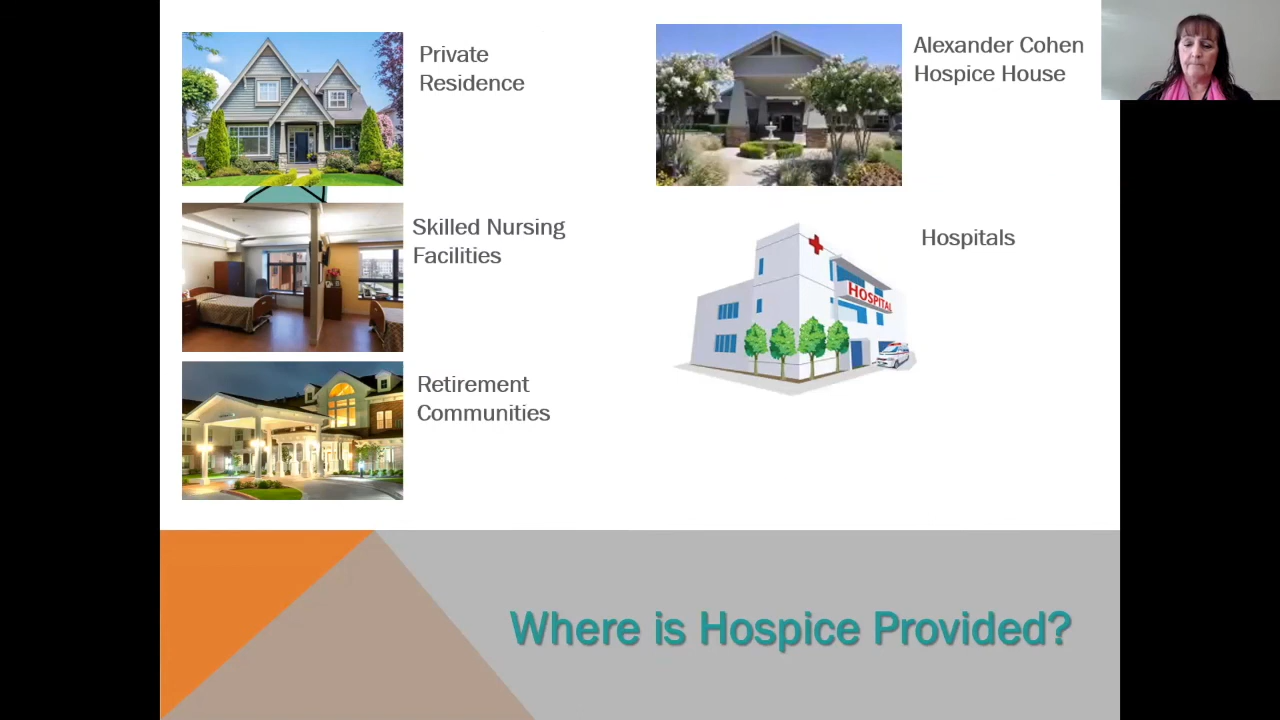 Private
Residence
Skilled Nursing
Facilities
Retirement
Communities
Alexander Cohen
Hospice House
Hospitals
HOSPITAL
Where is Hospice Provided?